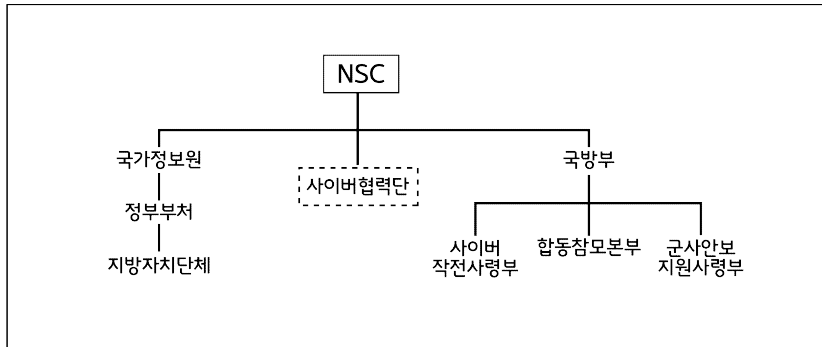 NSC
국가정보원
사이버협력단
국방부
정부부처
지방자치단체
사이버
작전사령부
합동참모본부
군사안보
지원사령부